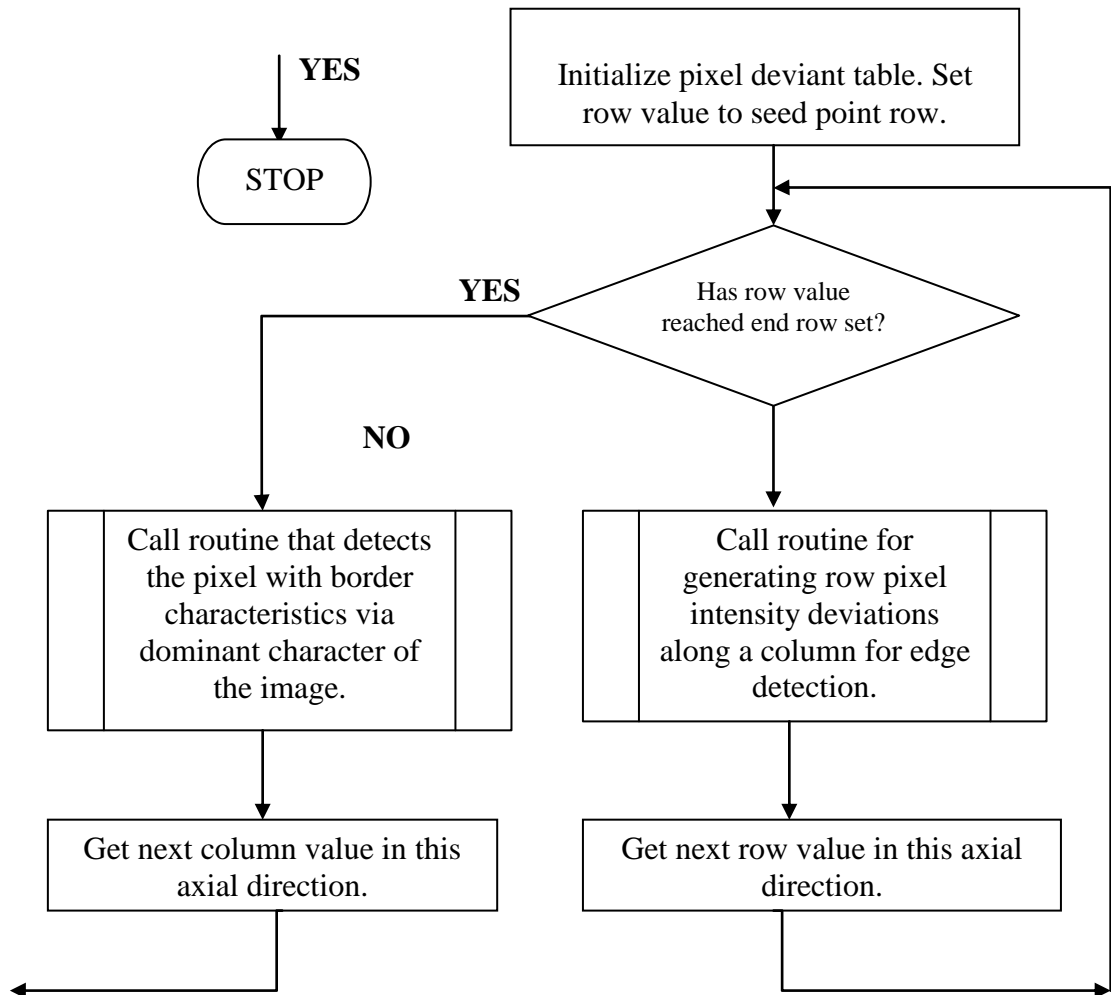 YES
STOP
Initialize pixel deviant table. Set
row value to seed point row.
YES
Has row value
reached end row set?
NO
Call routine that detects
the pixel with border
characteristics via
dominant character of
the image.
Call routine for
generating row pixel
intensity deviations
along a column for edge
detection.
Get next column value in this
axial direction.
Get next row value in this axial
direction.